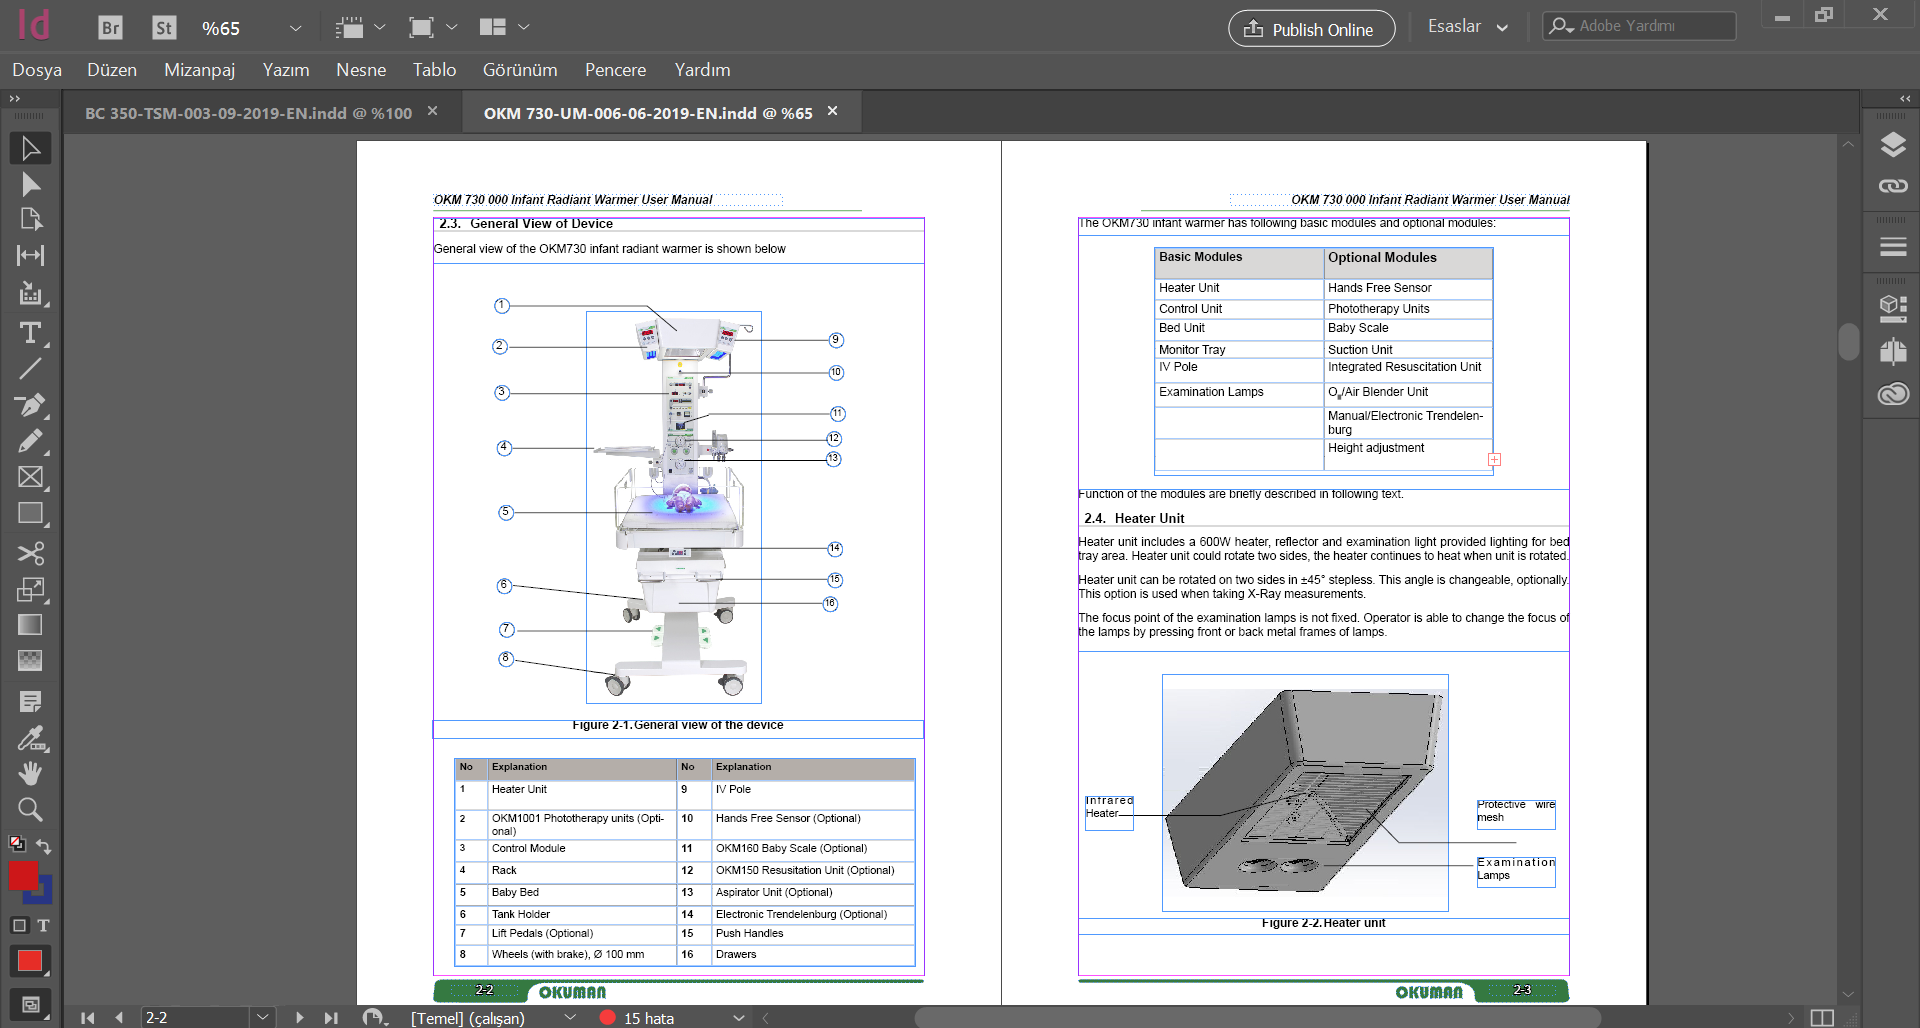 Id
Br
St
%65
Publish Online
Esaslar
Adobe Yardımı
Dosya
Düzen
Mizanpaj
Yazım
Nesne
Tablo
Görünüm
Pencere
Yardım
BC 350-TSM-003-09-2019-EN.indd @ %100
OKM 730-UM-006-06-2019-EN.indd @ %65
OKM 730 000 Infant Radiant Warmer User Manual
2.3. General View of Device
General view of the OKM730 infant radiant warmer is shown below
1
2
3
4
5
6
7
8
9
10
11
12
13
14
15
16
Figure 2-1.General view of the device
No Explanation No Explanation
1 Heater Unit 9 IV Pole
2 OKM1001 Phototherapy units (Opti-
onal) 10 Hands Free Sensor (Optional)
3 Control Module 11 OKM160 Baby Scale (Optional)
4 Rack 12 OKM150 Resusitation Unit (Optional)
5 Baby Bed 13 Aspirator Unit (Optional)
6 Tank Holder 14 Electronic Trendelenburg (Optional)
7 Lift Pedals (Optional) 15 Push Handles
8 Wheels (with brake), Ø 100 mm 16 Drawers
2-2
OKUMAN
OKM 730 000 Infant Radiant Warmer User Manual
The OKM730 infant warmer has following basic modules and optional modules:
Basic Modules Optional Modules
Heater Unit Hands Free Sensor
Control Unit Phototherapy Units
Bed Unit Baby Scale
Monitor Tray Suction Unit
IV Pole Integrated Resuscitation Unit
Examination Lamps O₂/Air Blender Unit
Manual/Electronic Trendelen-
burg
Height adjustment
Function of the modules are briefly described in following text.
2.4. Heater Unit
Heater unit includes a 600W heater, reflector and examination light provided lighting for bed
tray area. Heater unit could rotate two sides, the heater continues to heat when unit is rotated.
Heater unit can be rotated on two sides in ±45° stepless. This angle is changeable, optionally.
This option is used when taking X-Ray measurements.
The focus point of the examination lamps is not fixed. Operator is able to change the focus of
the lamps by pressing front or back metal frames of lamps.
Infrared
Heater
Protective wire
mesh
Examination
Lamps
Figure 2-2.Heater unit
OKUMAN
2-3
2-2
[Temel] (çalışan)
15 hata